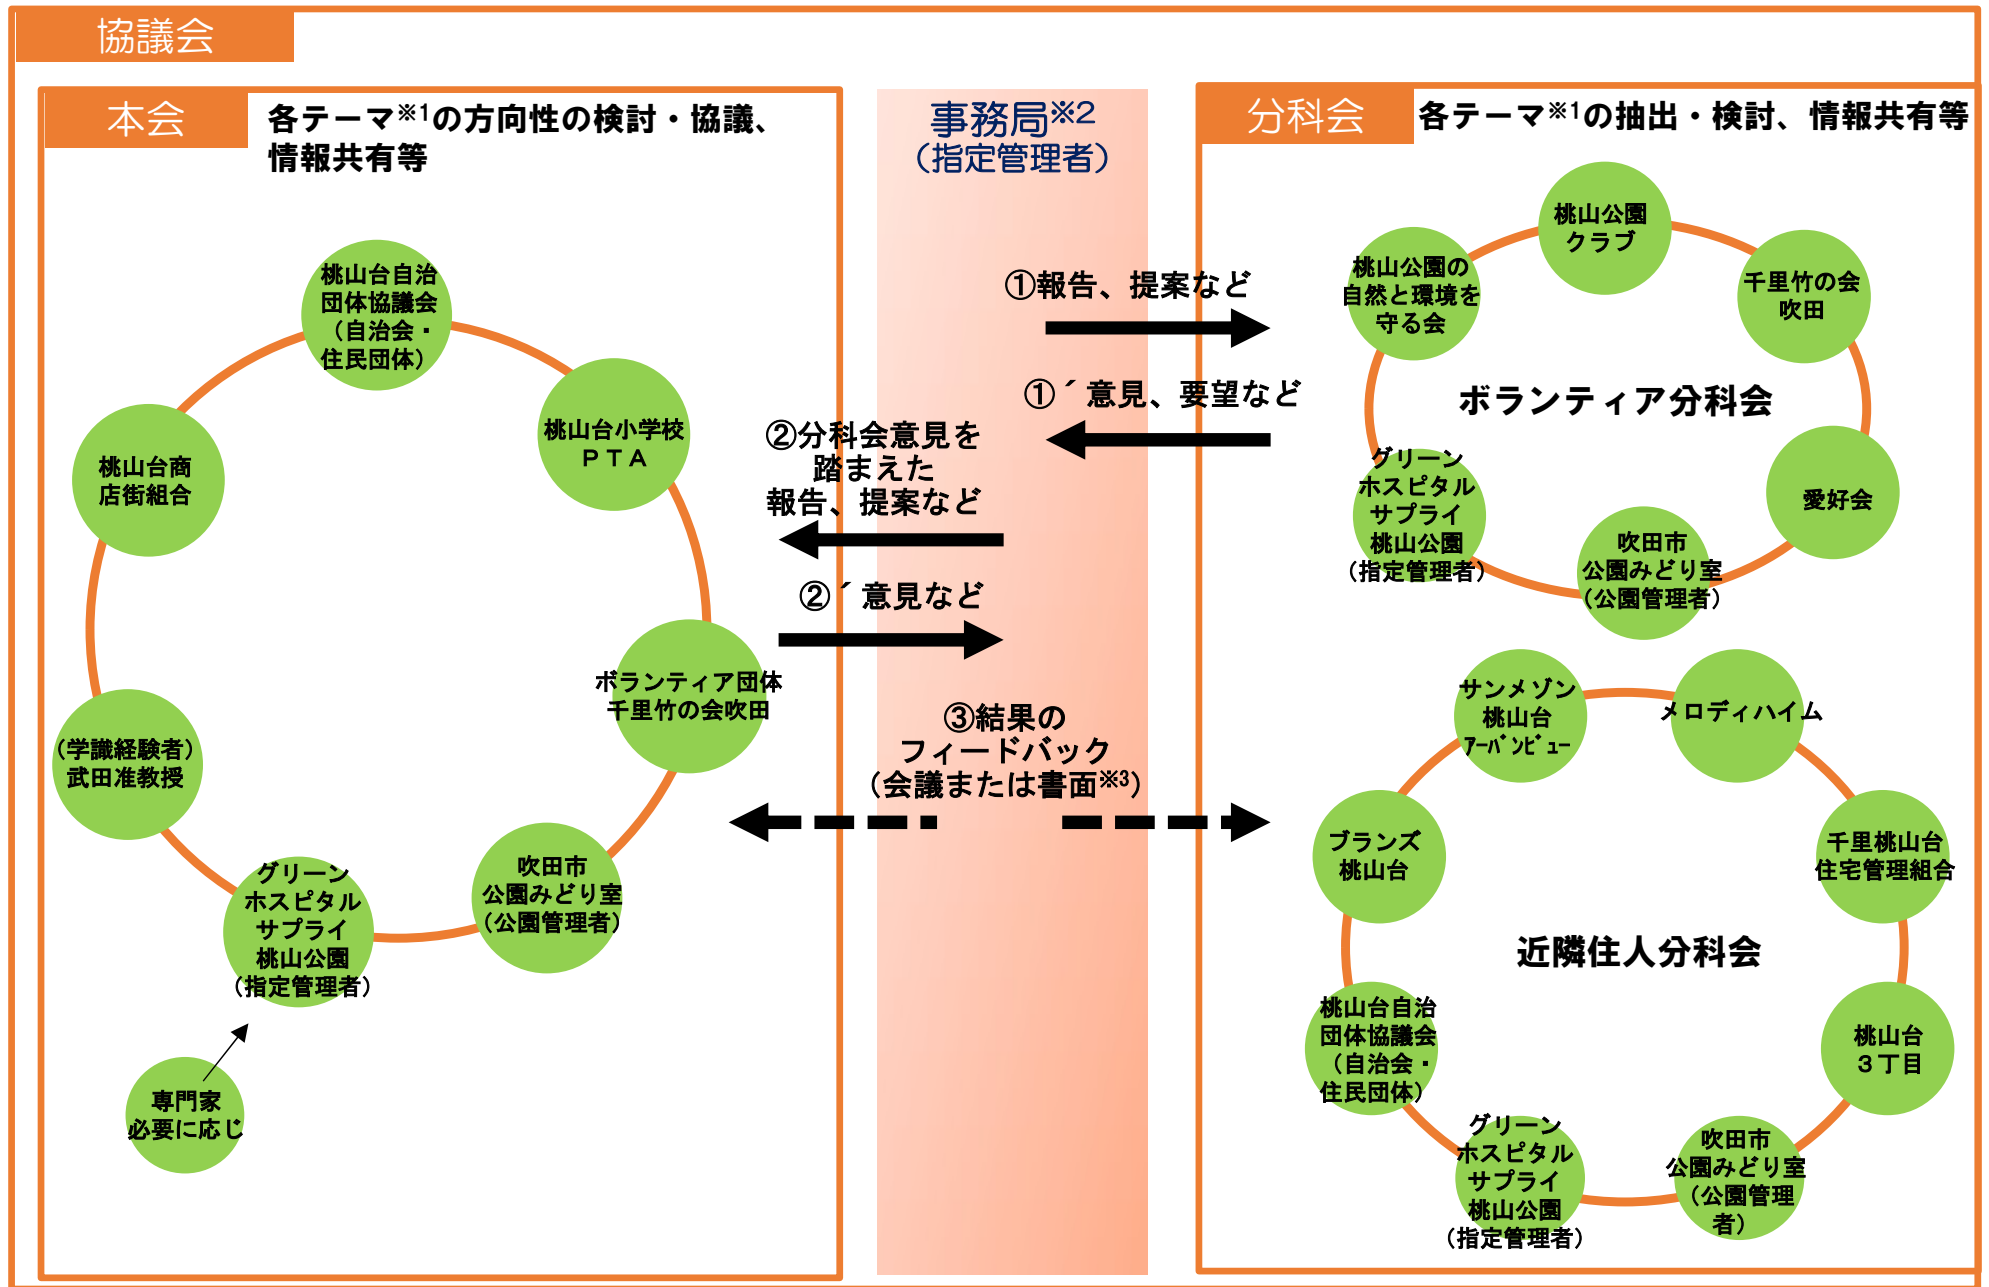 協議会
本会
各テーマ※1の方向性の検討・協議、
情報共有等
桃山台自治
団体協議会
（自治会・
住民団体）
桃山台小学校
ＰＴＡ
桃山台商
店街組合
ボランティア団体
千里竹の会吹田
（学識経験者）
武田准教授
吹田市
公園みどり室
（公園管理者）
グリーン
ホスピタル
サプライ
桃山公園
（指定管理者）
専門家
必要に応じ
事務局※2
（指定管理者）
①報告、提案など
①´意見、要望など
②分科会意見を
踏まえた
報告、提案など
②´意見など
③結果の
フィードバック
（会議または書面※3）
分科会
各テーマ※1の抽出・検討、情報共有等
桃山公園
クラブ
桃山公園の
自然と環境を
守る会
千里竹の会
吹田
ボランティア分科会
グリーン
ホスピタル
サプライ
桃山公園
（指定管理者）
愛好会
吹田市
公園みどり室
（公園管理者）
サンメゾン
桃山台
ｱｰﾊﾞﾝﾋﾞｭｰ
メロディハイム
ブランズ
桃山台
千里桃山台
住宅管理組合
近隣住人分科会
桃山台自治
団体協議会
（自治会・
住民団体）
桃山台
３丁目
グリーン
ホスピタル
サプライ
桃山公園
（指定管理者）
吹田市
公園みどり室
（公園管理
者）